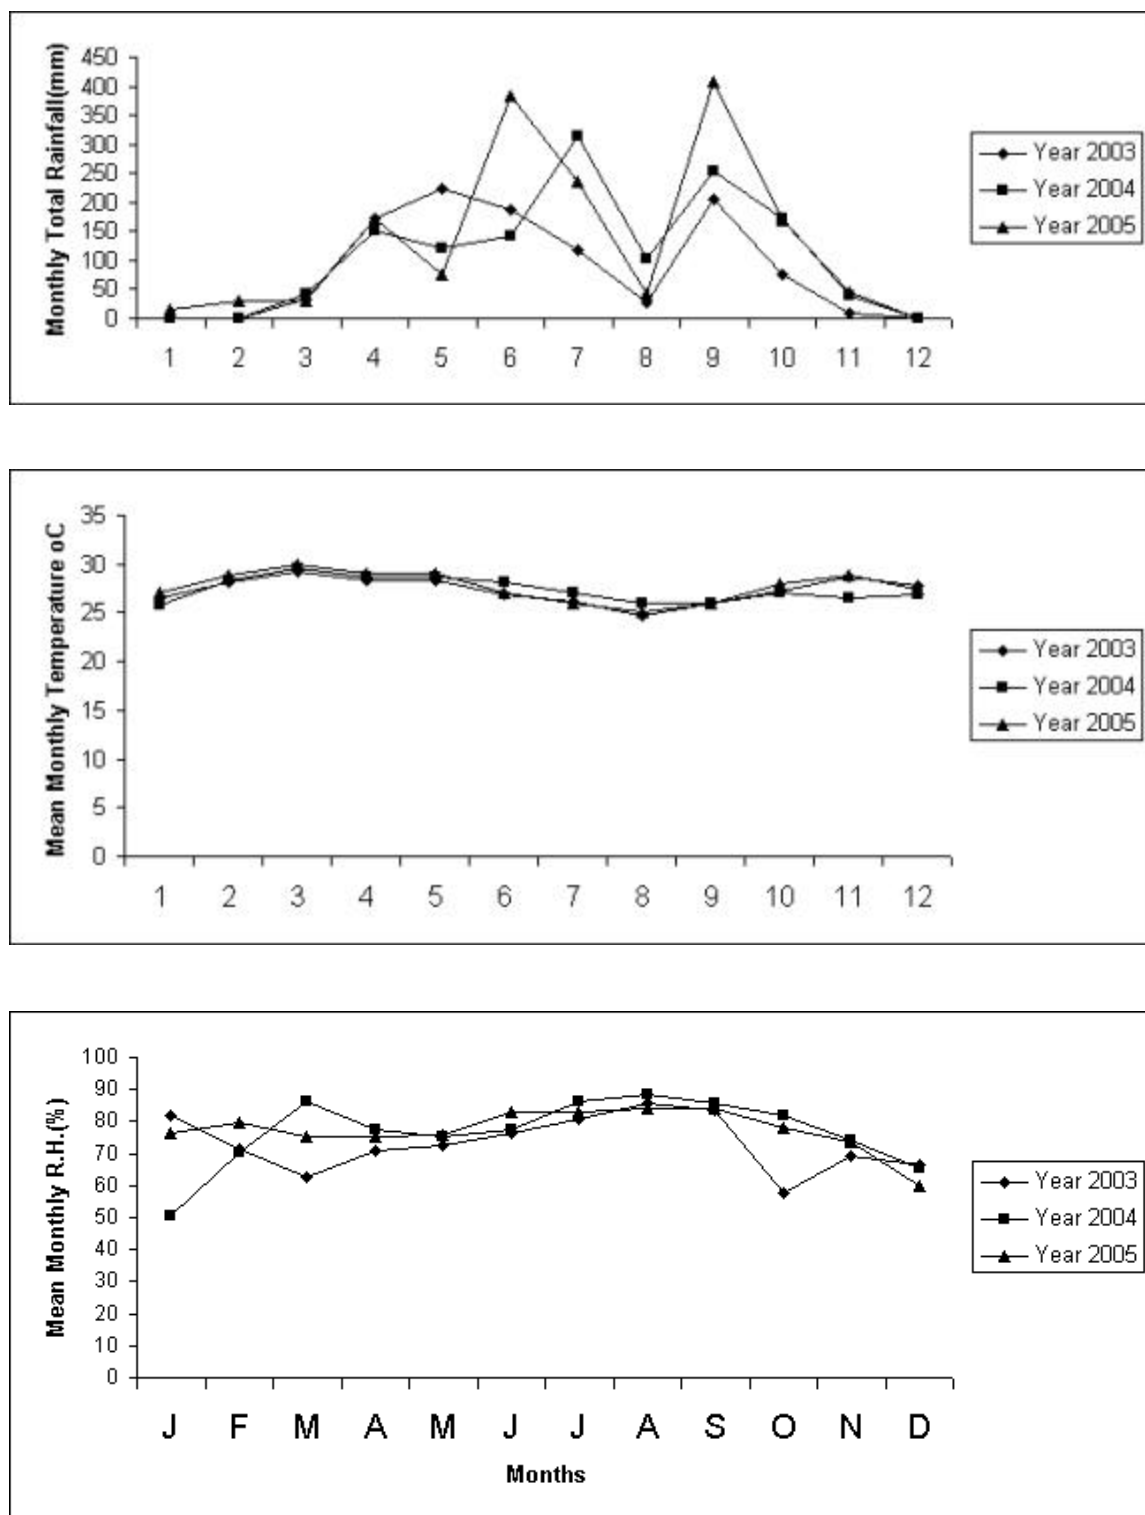 Monthly Total Rainfall(mm)
450
400
350
300
250
200
150
100
50
0
1 2 3 4 5 6 7 8 9 10 11 12
Year 2003
Year 2004
Year 2005
Mean Monthly Temperature oC
35
30
25
20
15
10
5
0
1 2 3 4 5 6 7 8 9 10 11 12
Year 2003
Year 2004
Year 2005
Mean Monthly R.H.(%)
100
90
80
70
60
50
40
30
20
10
0
J F M A M J J A S O N D
Months
Year 2003
Year 2004
Year 2005